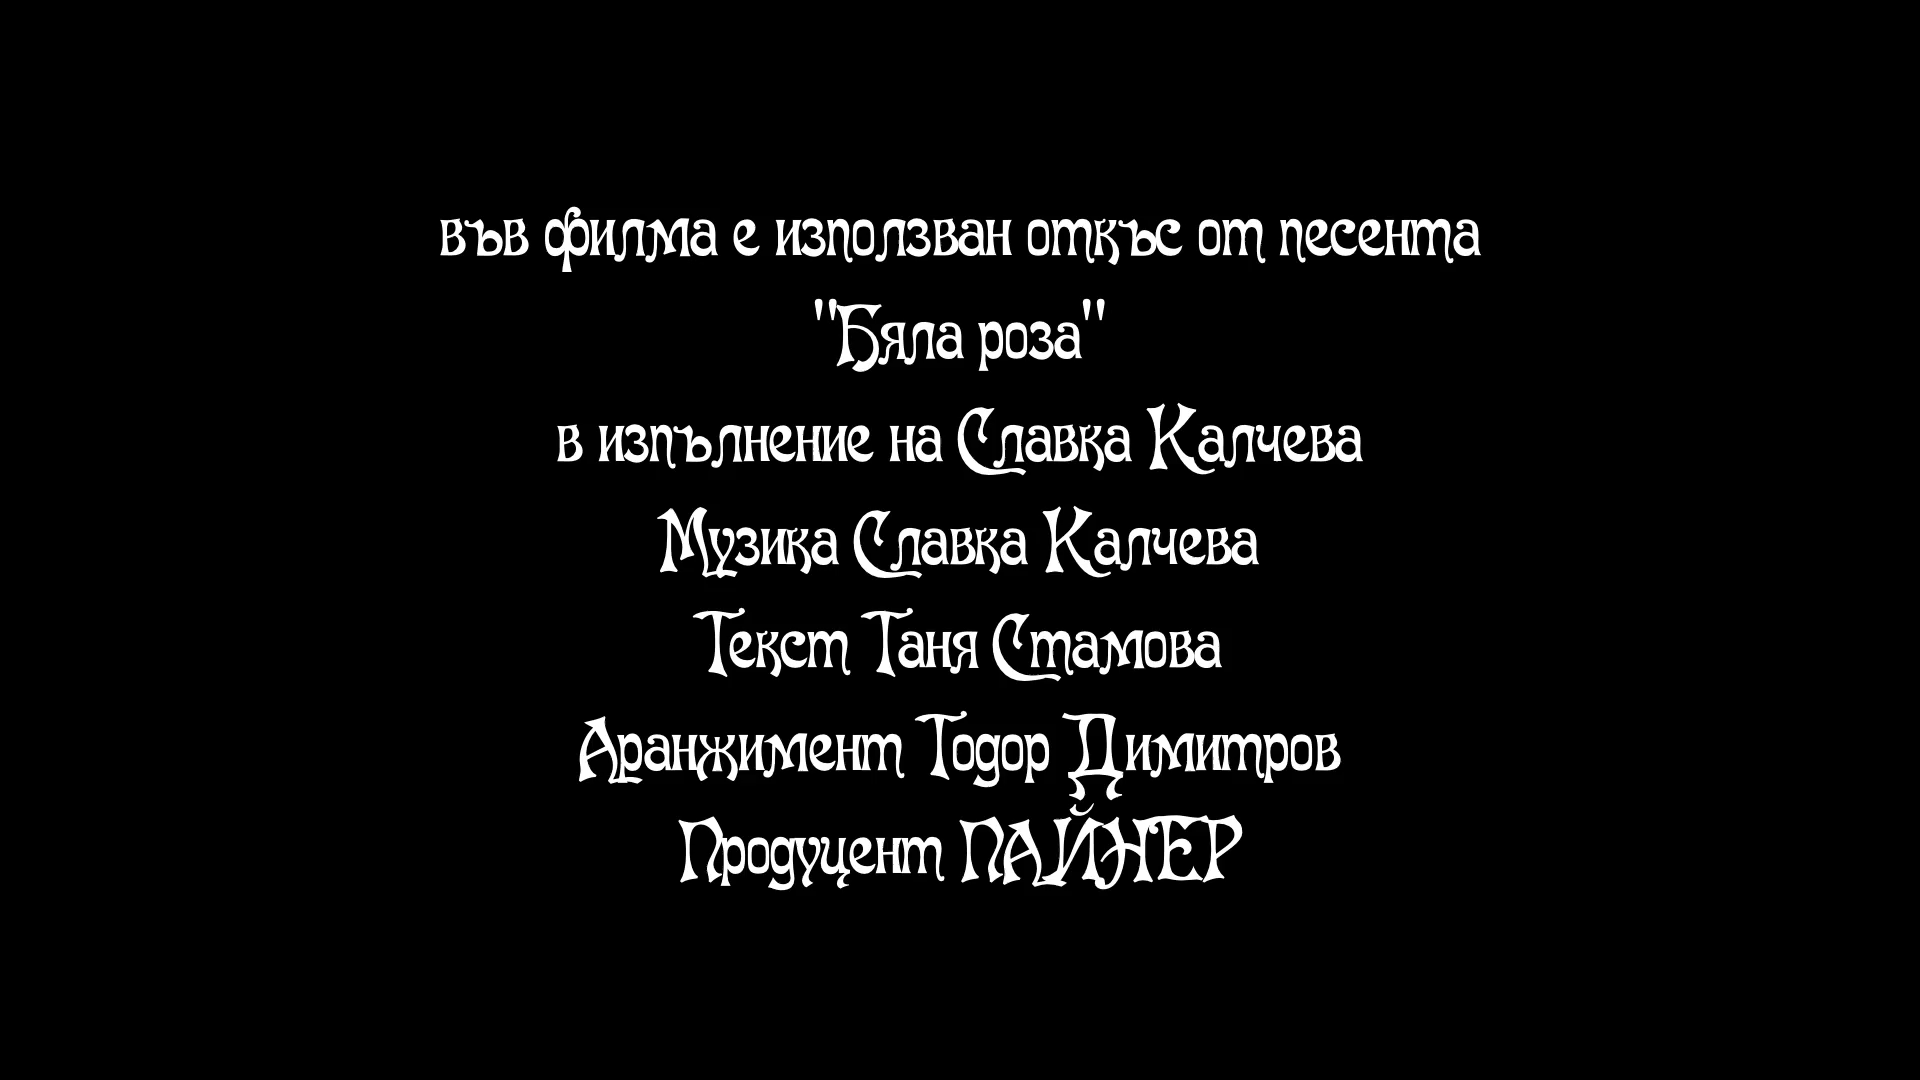 във филма е използван откъс от песента
"Бяла роза"
в изпълнение на Славка Калчева
Музика Славка Калчева
Текст Таня Стамова
Аранжимент Тодор Димитров
Продуцент ПАЙНЕР